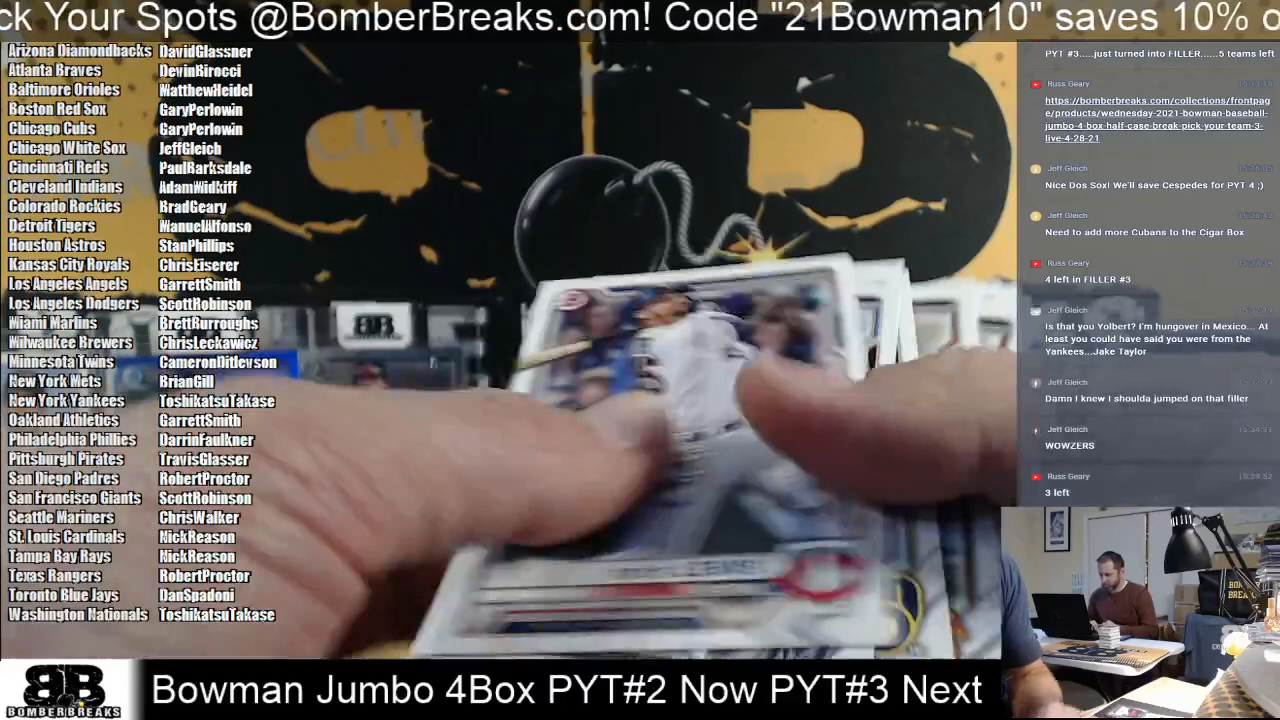 ck Your Spots @BomberBreaks.com! Code "21Bowman10" saves 10% o
Arizona Diamondbacks DavidGlassner
Atlanta Braves DevinBirocci
Baltimore Orioles MatthewHeidel
Boston Red Sox GaryPerlowin
Chicago Cubs GaryPerlowin
Chicago White Sox JeffGleich
Cincinnati Reds PaulBarksdale
Cleveland Indians AdamWidkiff
Colorado Rockies BradGeary
Detroit Tigers ManuelAlfonso
Houston Astros StanPhillips
Kansas City Royals ChrisEiserer
Los Angeles Angels GarrettSmith
Los Angeles Dodgers ScottRobinson
Miami Marlins BrettBurroughs
Milwaukee Brewers ChrisLeckawicz
Minnesota Twins CameronDitlevson
New York Mets BrianGill
New York Yankees ToshikatsuTakase
Oakland Athletics GarrettSmith
Philadelphia Phillies DarrinFaulkner
Pittsburgh Pirates TravisGlasser
San Diego Padres RobertProctor
San Francisco Giants ScottRobinson
Seattle Mariners ChrisWalker
St. Louis Cardinals NickReason
Tampa Bay Rays NickReason
Texas Rangers RobertProctor
Toronto Blue Jays DanSpadoni
Washington Nationals ToshikatsuTakase
PYT #3.....just turned into FILLER......5 teams left
Russ Geary
https://bomberbreaks.com/collections/frontpag
e/products/wednesday-2021-bowman-baseball-
jumbo-4-box-half-case-break-pick-your-team-3-
live-4-28-21
Jeff Gleich
Nice Dos Sox! We'll save Cespedes for PYT 4 ;)
Jeff Gleich
Need to add more Cubans to the Cigar Box
Russ Geary
4 left in FILLER #3
Jeff Gleich
Is that you Yolbert? I'm hungover in Mexico... At
least you could have said you were from the
Yankees...Jake Taylor
Jeff Gleich
Damn I knew I shoulda jumped on that filler
Jeff Gleich
WOWZERS
Russ Geary 15:34:52
3 left
BB
BOMBERBREAKS
Bowman Jumbo 4Box PYT#2 Now PYT#3 Next